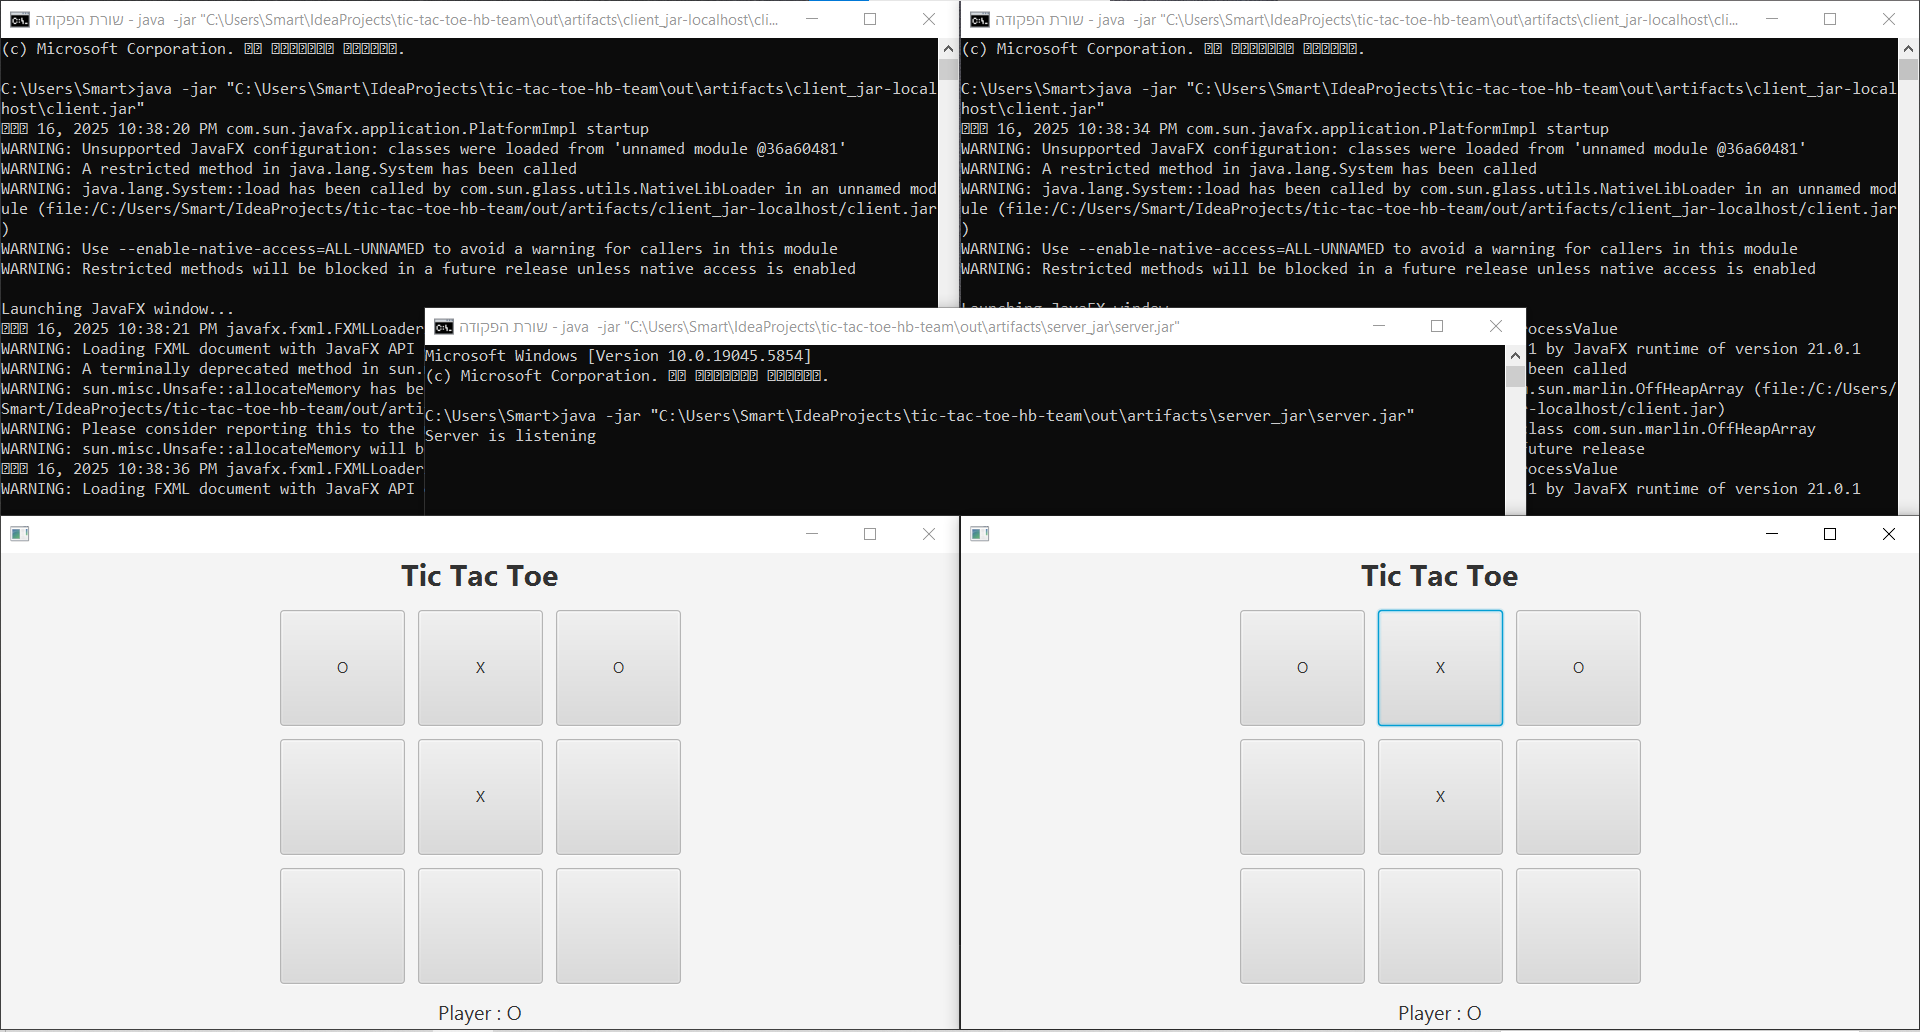 שורת הפקודה - java  -jar "C:\Users\Smart\IdeaProjects\tic-tac-toe-hb-team\out\artifacts\client_jar-localhost\cli...
(c) Microsoft Corporation.
C:\Users\Smart>java -jar "C:\Users\Smart\IdeaProjects\tic-tac-toe-hb-team\out\artifacts\client_jar-local
host\client.jar"
16, 2025 10:38:20 PM com.sun.javafx.application.PlatformImpl startup
WARNING: Unsupported JavaFX configuration: classes were loaded from 'unnamed module @36a60481'
WARNING: A restricted method in java.lang.System has been called
WARNING: java.lang.System::load has been called by com.sun.glass.utils.NativeLibLoader in an unnamed mod
ule (file:/C:/Users/Smart/IdeaProjects/tic-tac-toe-hb-team/out/artifacts/client_jar-localhost/client.jar
)
WARNING: Use --enable-native-access=ALL-UNNAMED to avoid a warning for callers in this module
WARNING: Restricted methods will be blocked in a future release unless native access is enabled
Launching JavaFX window...
16, 2025 10:38:21 PM javafx.fxml.FXMLLoader
WARNING: Loading FXML document with JavaFX API
WARNING: A terminally deprecated method in sun.
WARNING: sun.misc.Unsafe::allocateMemory has be
Smart/IdeaProjects/tic-tac-toe-hb-team/out/arti
WARNING: Please consider reporting this to the
WARNING: sun.misc.Unsafe::allocateMemory will b
16, 2025 10:38:36 PM javafx.fxml.FXMLLoader
WARNING: Loading FXML document with JavaFX API
שורת הפקודה - java  -jar "C:\Users\Smart\IdeaProjects\tic-tac-toe-hb-team\out\artifacts\client_jar-localhost\cli...
(c) Microsoft Corporation.
C:\Users\Smart>java -jar "C:\Users\Smart\IdeaProjects\tic-tac-toe-hb-team\out\artifacts\client_jar-local
host\client.jar"
16, 2025 10:38:34 PM com.sun.javafx.application.PlatformImpl startup
WARNING: Unsupported JavaFX configuration: classes were loaded from 'unnamed module @36a60481'
WARNING: A restricted method in java.lang.System has been called
WARNING: java.lang.System::load has been called by com.sun.glass.utils.NativeLibLoader in an unnamed mod
ule (file:/C:/Users/Smart/IdeaProjects/tic-tac-toe-hb-team/out/artifacts/client_jar-localhost/client.jar
)
WARNING: Use --enable-native-access=ALL-UNNAMED to avoid a warning for callers in this module
WARNING: Restricted methods will be blocked in a future release unless native access is enabled
Launching JavaFX window
ocessValue
1 by JavaFX runtime of version 21.0.1
been called
.sun.marlin.OffHeapArray (file:/C:/Users/
-localhost/client.jar)
lass com.sun.marlin.OffHeapArray
uture release
ocessValue
1 by JavaFX runtime of version 21.0.1
שורת הפקודה - java  -jar "C:\Users\Smart\IdeaProjects\tic-tac-toe-hb-team\out\artifacts\server_jar\server.jar"
Microsoft Windows [Version 10.0.19045.5854]
(c) Microsoft Corporation.
C:\Users\Smart>java -jar "C:\Users\Smart\IdeaProjects\tic-tac-toe-hb-team\out\artifacts\server_jar\server.jar"
Server is listening
Tic Tac Toe
O X O
X
Player : O
Tic Tac Toe
O X O
X
Player : O